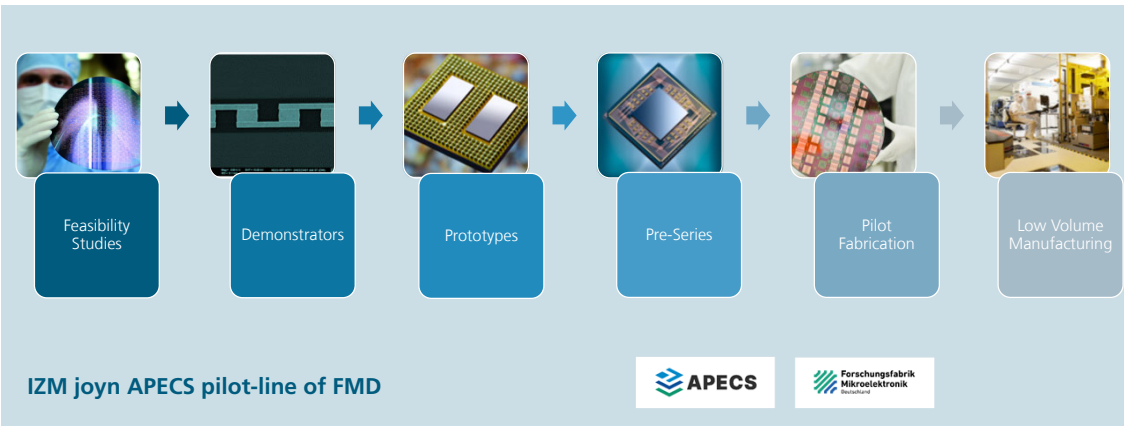 Feasibility
Studies
Demonstrators
Prototypes
Pre-Series
Pilot
Fabrication
Low Volume
Manufacturing
IZM joyn APECS pilot-line of FMD
APECS
Forschungsfabrik
Mikroelektronik
Deutschland